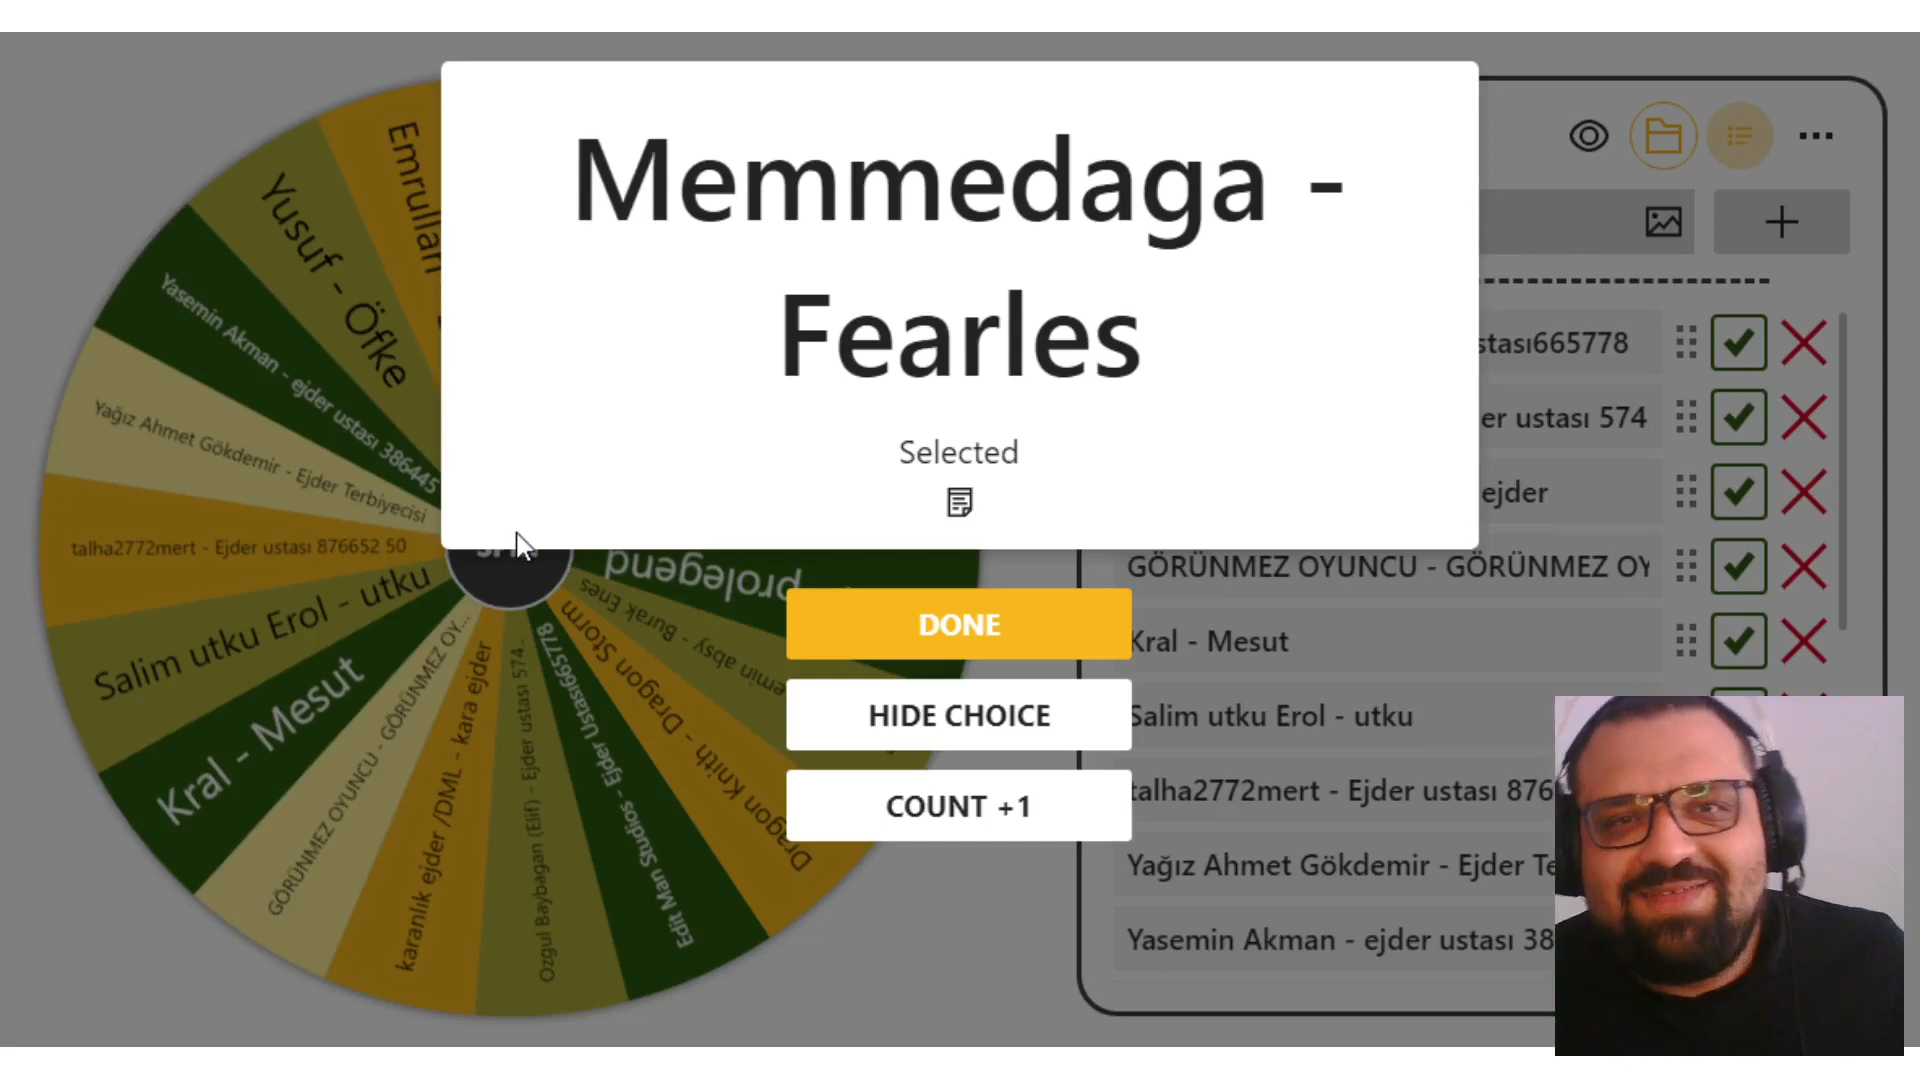 Memmedaga -
Fearles
Selected
DONE
HIDE CHOICE
COUNT +1
Emrullah
Yusuf - Öfke
Yasemin Akman - ejder ustası 386445
Yağız Ahmet Gökdemir - Ejder Terbiyecisi
talha2772mert - Ejder ustası 876652 50
Salim utku Erol - utku
Kral - Mesut
GÖRÜNMEZ OYUNCU - GÖRÜNMEZ OY...
karanlık ejder /DML - kara ejder
Ozgul Baybagan (Elif) - Ejder ustası 574...
Edit Man Studios - Ejder Ustası665778
Dragon Knith - Dragon Storm
emin absy - Burak Enes
prolegend
stası665778
er ustası 574
ejder
GÖRÜNMEZ OYUNCU - GÖRÜNMEZ OY
Kral - Mesut
Salim utku Erol - utku
talha2772mert - Ejder ustası 876
Yağız Ahmet Gökdemir - Ejder Te
Yasemin Akman - ejder ustası 38